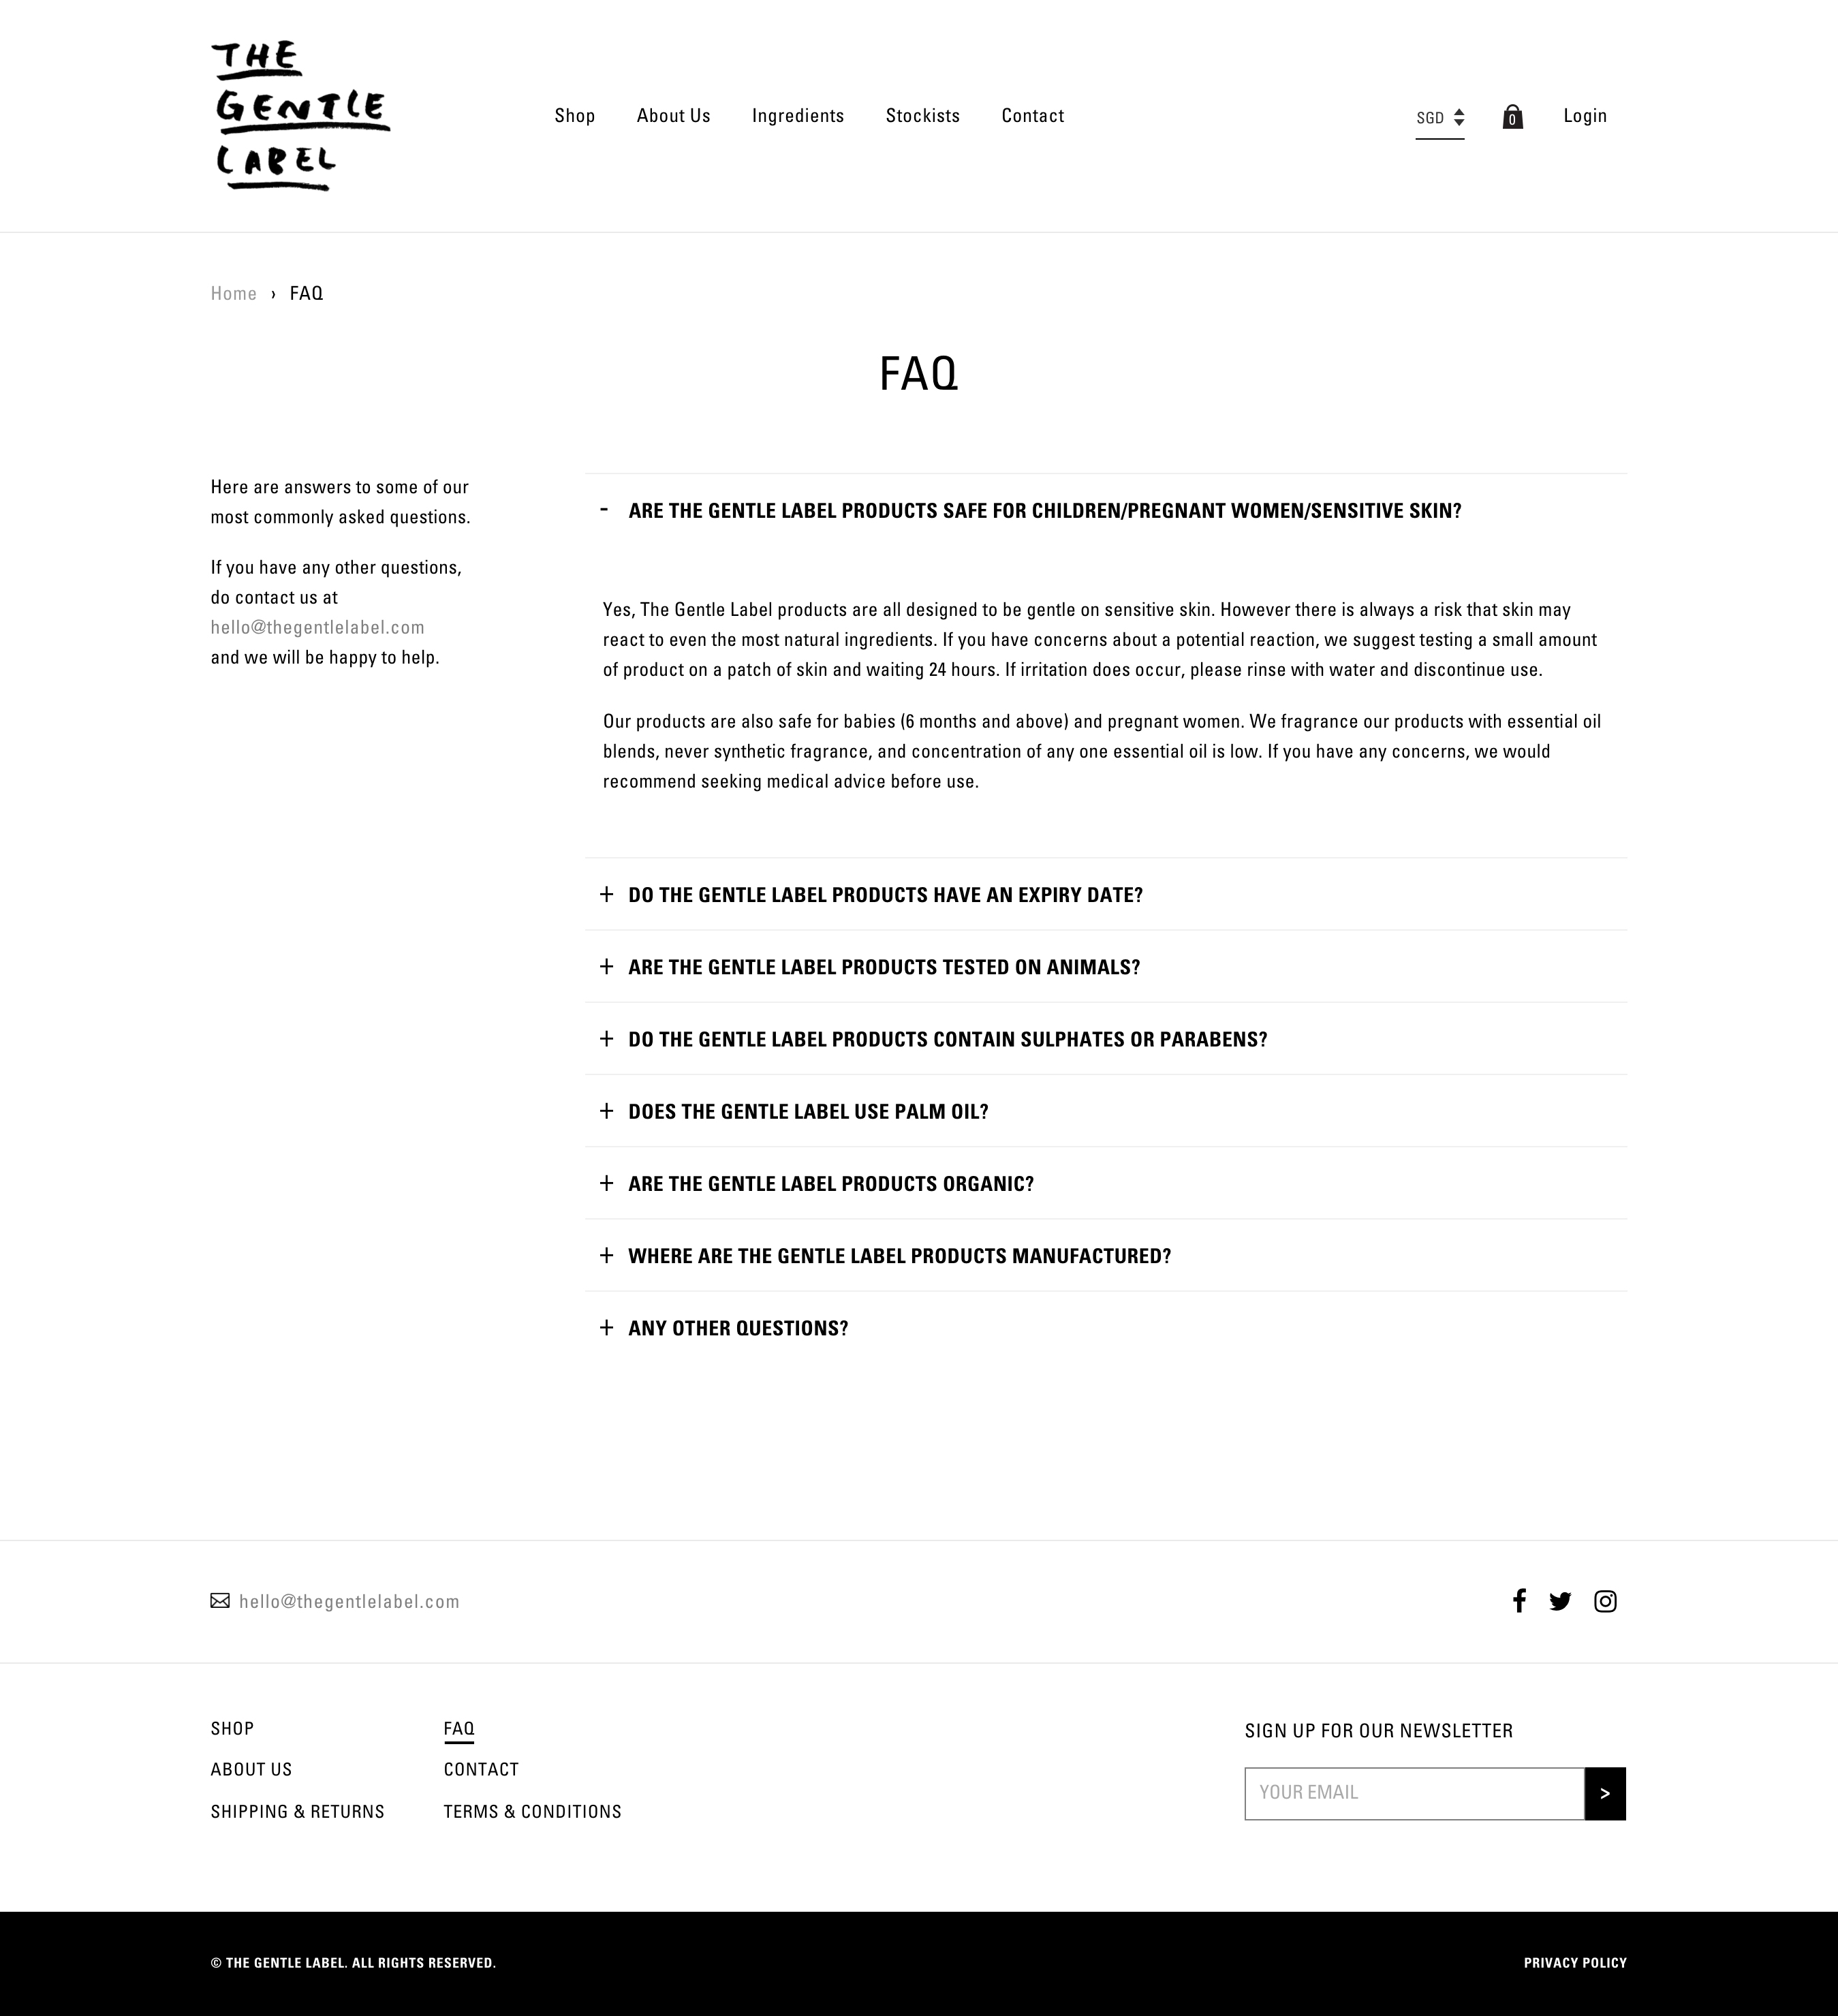 THE
GENTLE
LABEL
Shop About Us Ingredients Stockists Contact
SGD 0 Login
Home › FAQ
FAQ
Here are answers to some of our
most commonly asked questions.
If you have any other questions,
do contact us at
hello@thegentlelabel.com
and we will be happy to help.
- ARE THE GENTLE LABEL PRODUCTS SAFE FOR CHILDREN/PREGNANT WOMEN/SENSITIVE SKIN?
Yes, The Gentle Label products are all designed to be gentle on sensitive skin. However there is always a risk that skin may
react to even the most natural ingredients. If you have concerns about a potential reaction, we suggest testing a small amount
of product on a patch of skin and waiting 24 hours. If irritation does occur, please rinse with water and discontinue use.
Our products are also safe for babies (6 months and above) and pregnant women. We fragrance our products with essential oil
blends, never synthetic fragrance, and concentration of any one essential oil is low. If you have any concerns, we would
recommend seeking medical advice before use.
+ DO THE GENTLE LABEL PRODUCTS HAVE AN EXPIRY DATE?
+ ARE THE GENTLE LABEL PRODUCTS TESTED ON ANIMALS?
+ DO THE GENTLE LABEL PRODUCTS CONTAIN SULPHATES OR PARABENS?
+ DOES THE GENTLE LABEL USE PALM OIL?
+ ARE THE GENTLE LABEL PRODUCTS ORGANIC?
+ WHERE ARE THE GENTLE LABEL PRODUCTS MANUFACTURED?
+ ANY OTHER QUESTIONS?
hello@thegentlelabel.com
SHOP
ABOUT US
SHIPPING & RETURNS
FAQ
CONTACT
TERMS & CONDITIONS
SIGN UP FOR OUR NEWSLETTER
YOUR EMAIL >
© THE GENTLE LABEL. ALL RIGHTS RESERVED.
PRIVACY POLICY